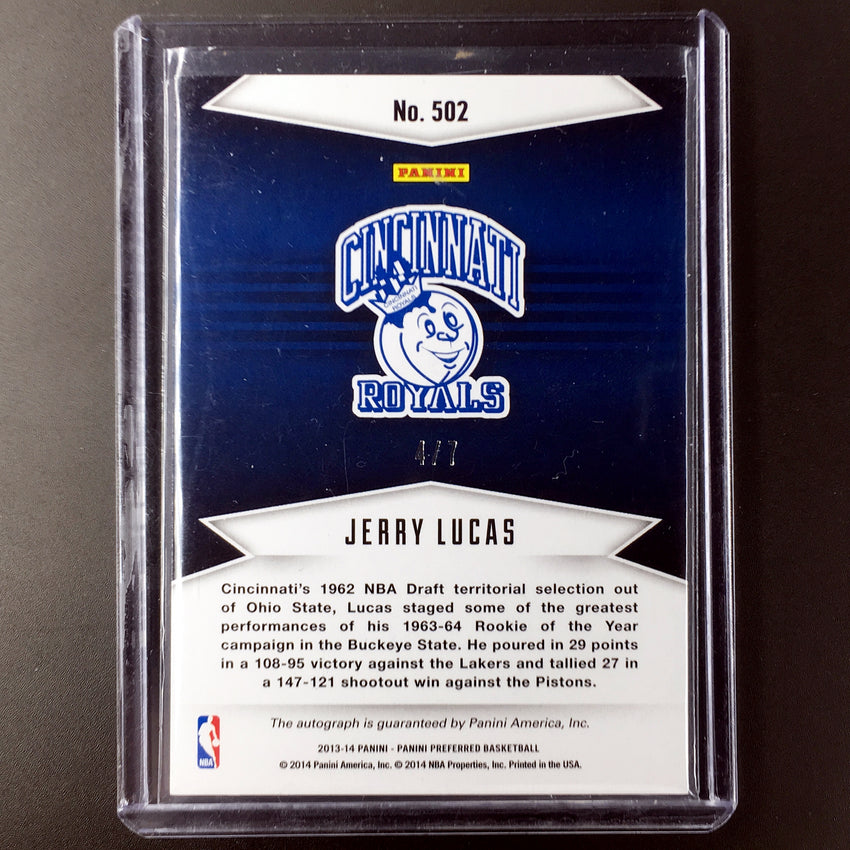 No. 502
PANINI
CINCINNATI
CINCINNATI
ROYALS
ROYALS
4/7
JERRY LUCAS
Cincinnati's 1962 NBA Draft territorial selection out
of Ohio State, Lucas staged some of the greatest
performances of his 1963-64 Rookie of the Year
campaign in the Buckeye State. He poured in 29 points
in a 108-95 victory against the Lakers and tallied 27 in
a 147-121 shootout win against the Pistons.
The autograph is guaranteed by Panini America, Inc.
2013-14 PANINI - PANINI PREFERRED BASKETBALL
© 2014 Panini America, Inc. © 2014 NBA Properties, Inc. Printed in the USA.
NBA